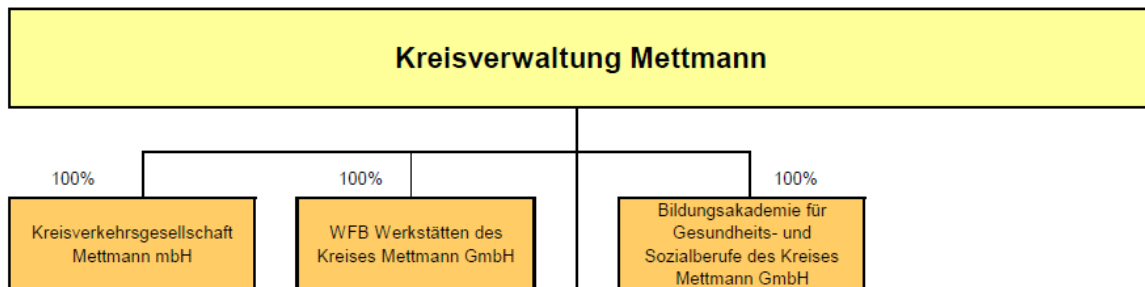 Kreisverwaltung Mettmann
100%
100%
100%
Kreisverkehrsgesellschaft
Mettmann mbH
WFB Werkstätten des
Kreises Mettmann GmbH
Bildungsakademie für
Gesundheits- und
Sozialberufe des Kreises
Mettmann GmbH